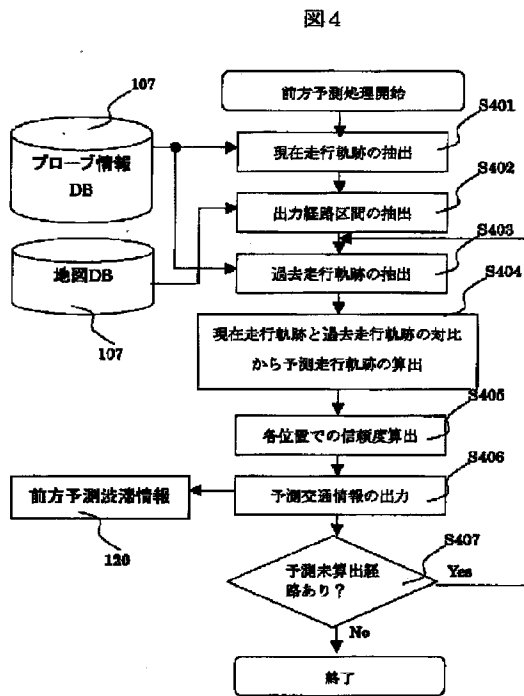 図4
前方予測処理開始
107
S401
プローブ情報
DB
現在走行軌跡の抽出
S402
出力経路区間の抽出
S403
地図DB
過去走行軌跡の抽出
S404
107
現在走行軌跡と過去走行軌跡の対比
から予測走行軌跡の算出
S405
各位置での信頼度算出
S406
前方予測渋滞情報
予測交通情報の出力
120
S407
予測未算出経
路あり？
Yes
No
終了